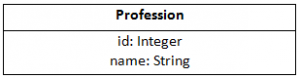 Profession
id: Integer
name: String